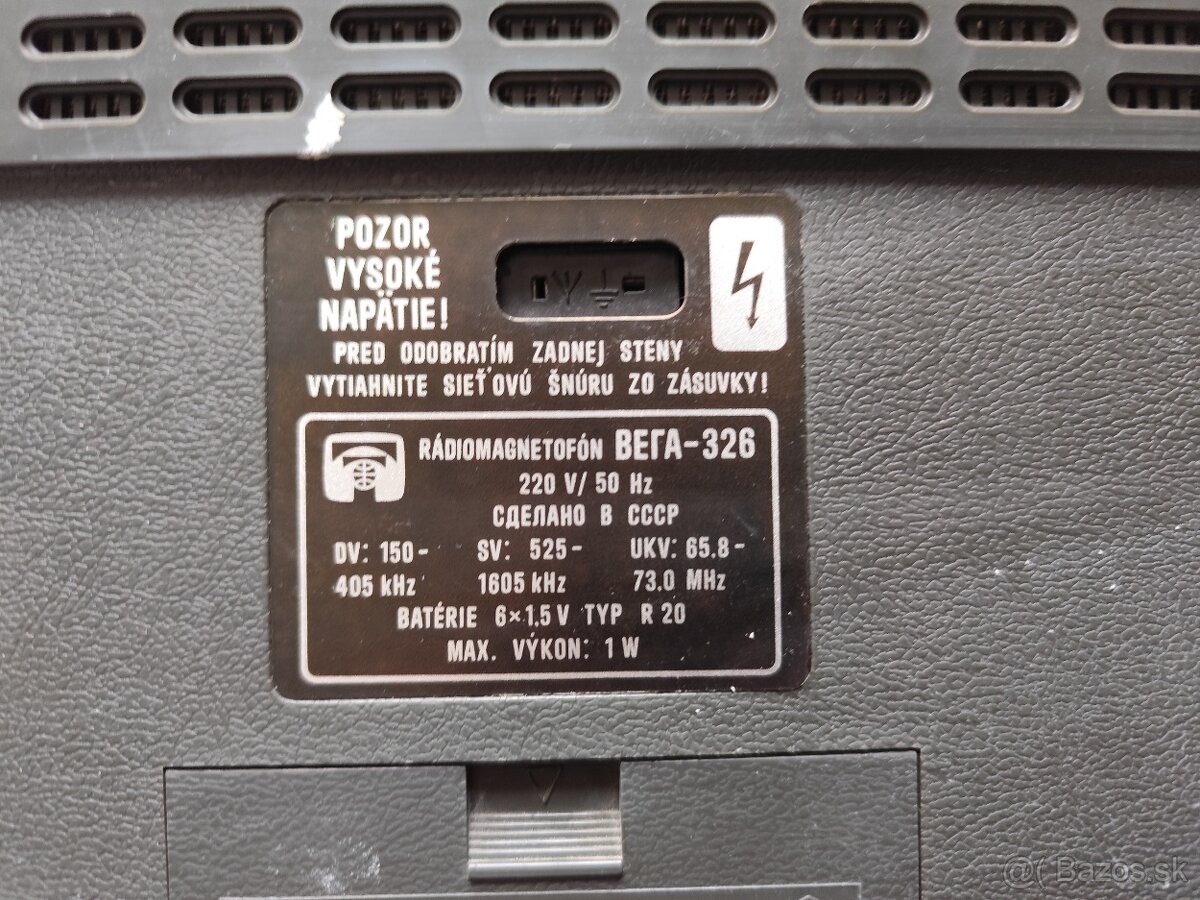 POZOR
VYSOKÉ
NAPÄTIE!
PRED ODOBRATÍM ZADNEJ STENY
VYTIAHNITE SIEŤOVÚ ŠNÚRU ZO ZÁSUVKY!
RÁDIOMAGNETOFÓN ВЕГА-326
220 V/ 50 Hz
СДЕЛАНО В СССР
DV: 150- SV: 525- UKV: 65.8-
405 kHz 1605 kHz 73.0 MHz
BATÉRIE 6×1.5 V TYP R 20
MAX. VÝKON: 1 W
@( Bazos.sk